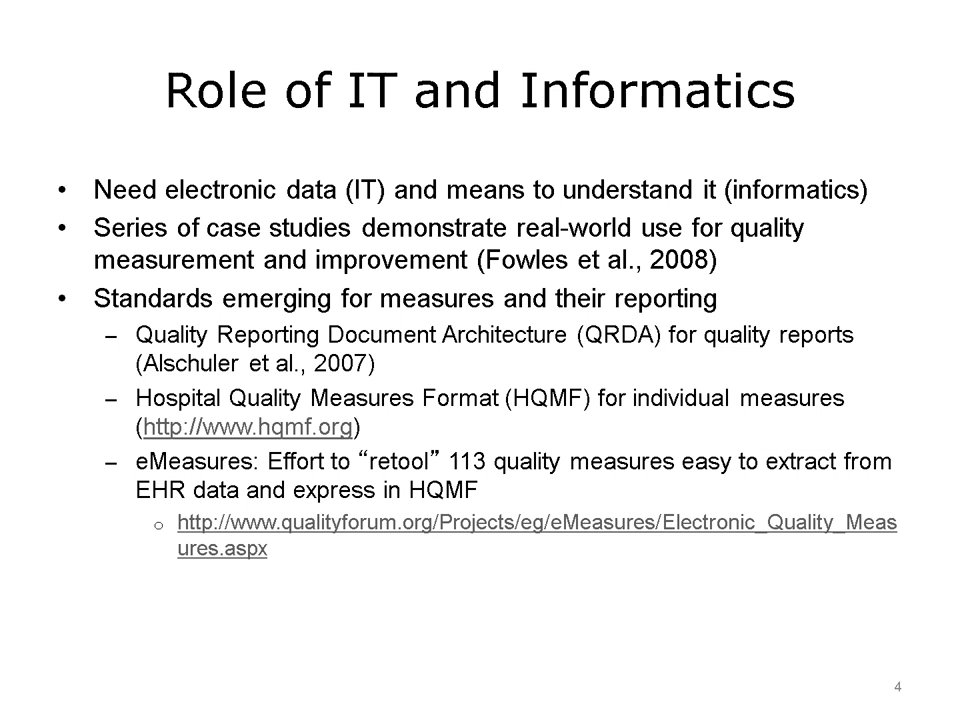 Role of IT and Informatics
• Need electronic data (IT) and means to understand it (informatics)
• Series of case studies demonstrate real-world use for quality
measurement and improvement (Fowles et al., 2008)
• Standards emerging for measures and their reporting
– Quality Reporting Document Architecture (QRDA) for quality reports
(Alschuler et al., 2007)
– Hospital Quality Measures Format (HQMF) for individual measures
(http://www.hqmf.org)
– eMeasures: Effort to “retool” 113 quality measures easy to extract from
EHR data and express in HQMF
o http://www.qualityforum.org/Projects/eg/eMeasures/Electronic_Quality_Meas
ures.aspx
4